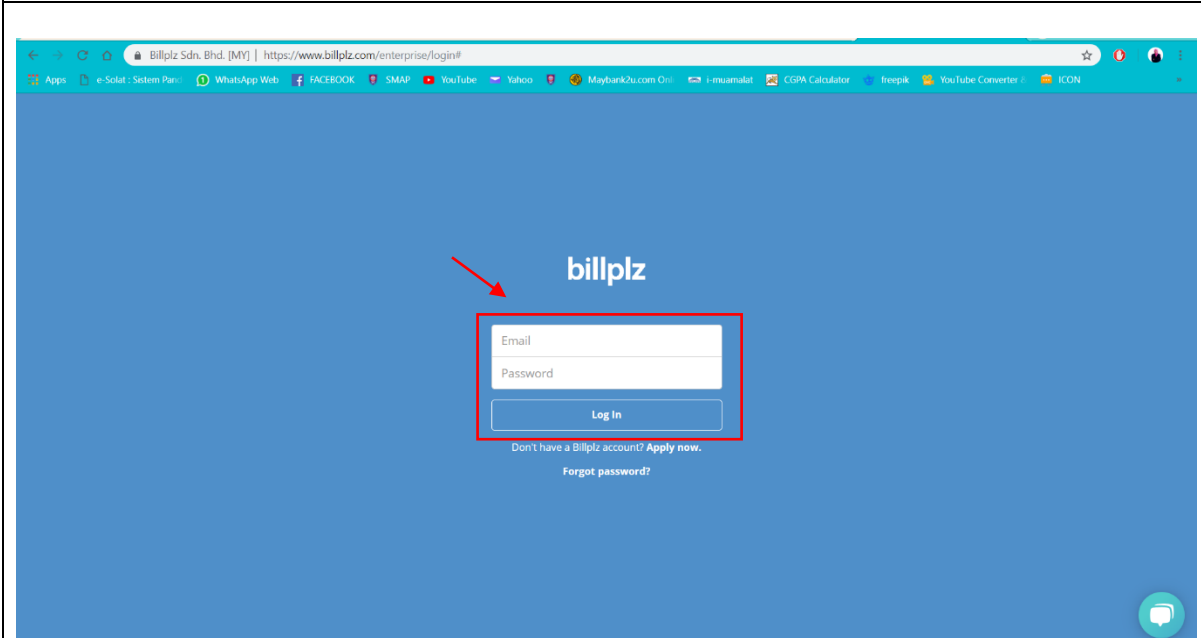 Billplz Sdn. Bhd. [MY] | https://www.billplz.com/enterprise/login#
Apps e-Solat : Sistem Pan WhatsApp Web FACEBOOK SMAP YouTube Yahoo Maybank2u.com Onl i-muamalat CGPA Calculator freepik YouTube Converter & ICON
billplz
Email
Password
Log In
Don't have a Billplz account? Apply now.
Forgot password?